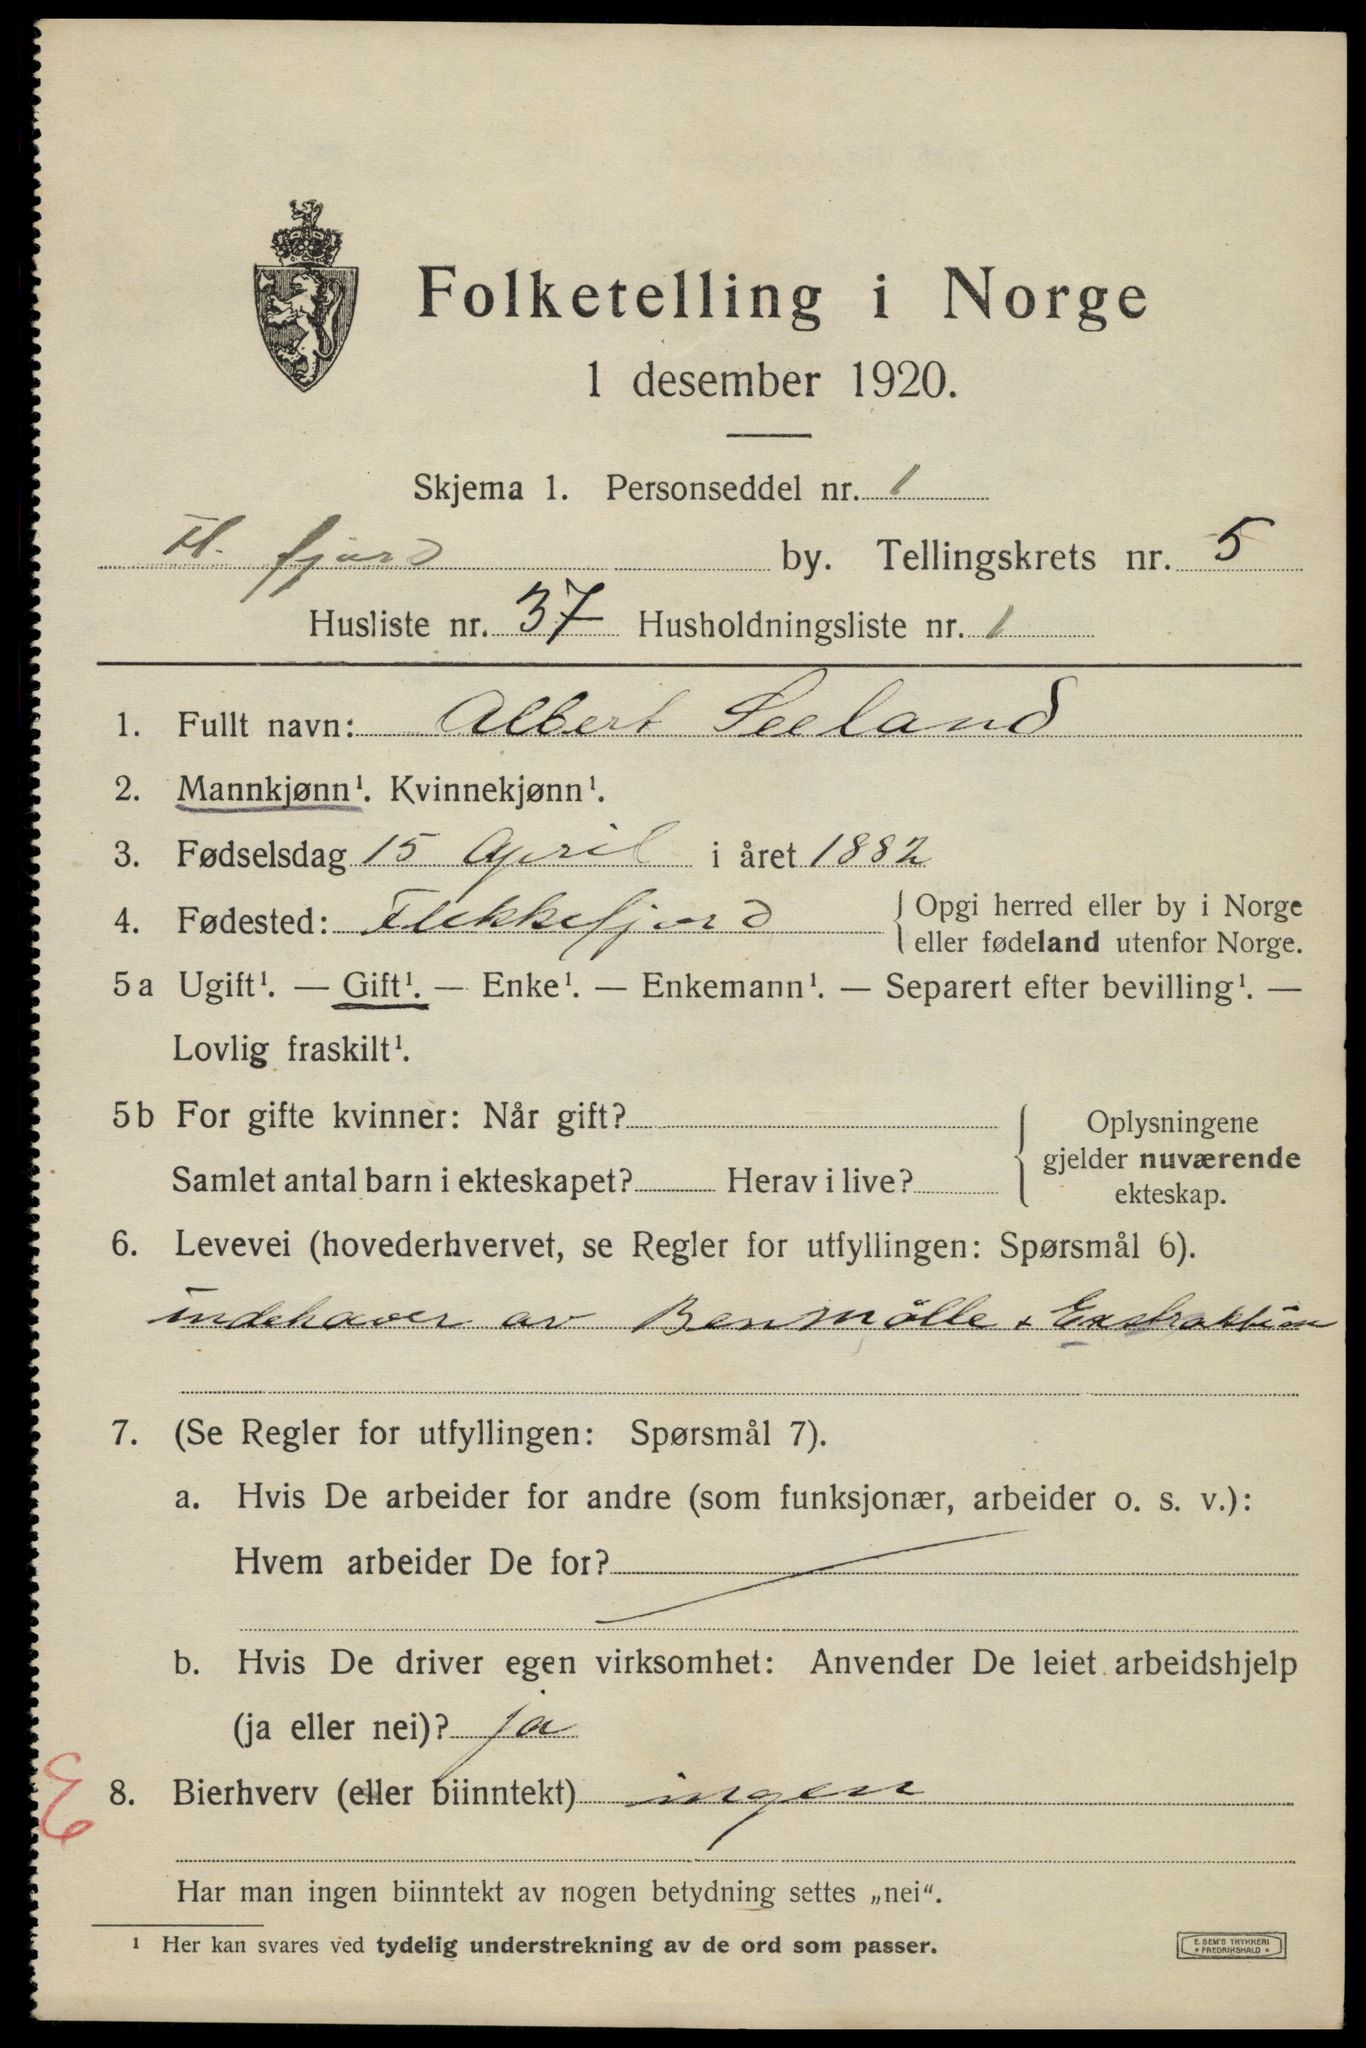 Folketelling i Norge
1 desember 1920.
Skjema 1. Personseddel nr. 1
Fl. fjord by. Tellingskrets nr. 5
Husliste nr. 37 Husholdningsliste nr. 1
1. Fullt navn: Albert Seeland
2. Mannkjønn¹. Kvinnekjønn¹.
3. Fødselsdag 15 April i året 1882
4. Fødested: Flekkefjord { Opgi herred eller by i Norge
eller fødeland utenfor Norge.
5 a Ugift¹. — Gift¹. — Enke¹. — Enkemann¹. — Separert efter bevilling¹. —
Lovlig fraskilt¹.
5 b For gifte kvinner: Når gift?
Samlet antal barn i ekteskapet? Herav i live?
{ Oplysningene
gjelder nuværende
ekteskap.
6. Levevei (hovederhvervet, se Regler for utfyllingen: Spørsmål 6).
indehaver av Benmölle + Exstraktion
7. (Se Regler for utfyllingen: Spørsmål 7).
a. Hvis De arbeider for andre (som funksjonær, arbeider o. s. v.):
Hvem arbeider De for?
b. Hvis De driver egen virksomhet: Anvender De leiet arbeidshjelp
(ja eller nei)? ja
8. Bierhverv (eller biinntekt) ingen
Har man ingen biinntekt av nogen betydning settes „nei“.
¹ Her kan svares ved tydelig understrekning av de ord som passer.
E. SEM'S TRYKKERI
* FREDRIKSHALD *